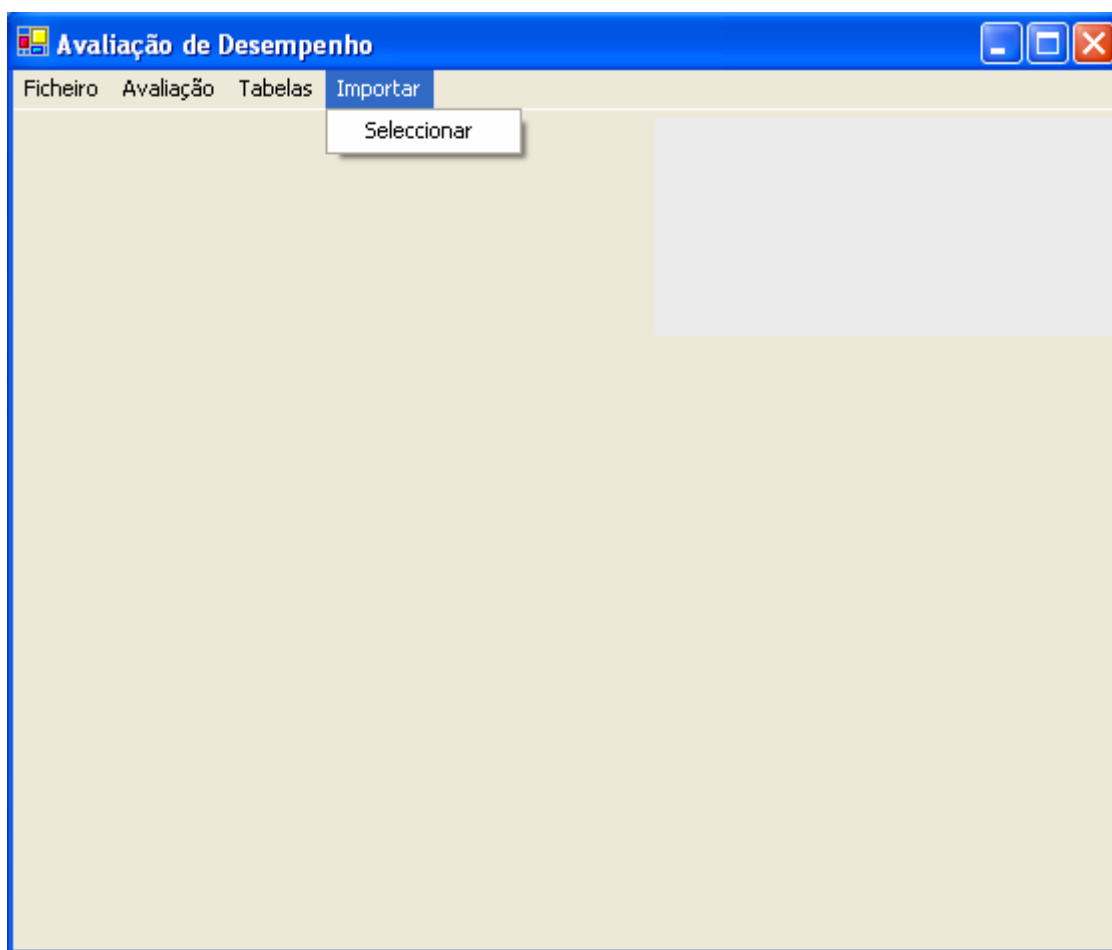 Avaliação de Desempenho
Ficheiro Avaliação Tabelas Importar
Seleccionar